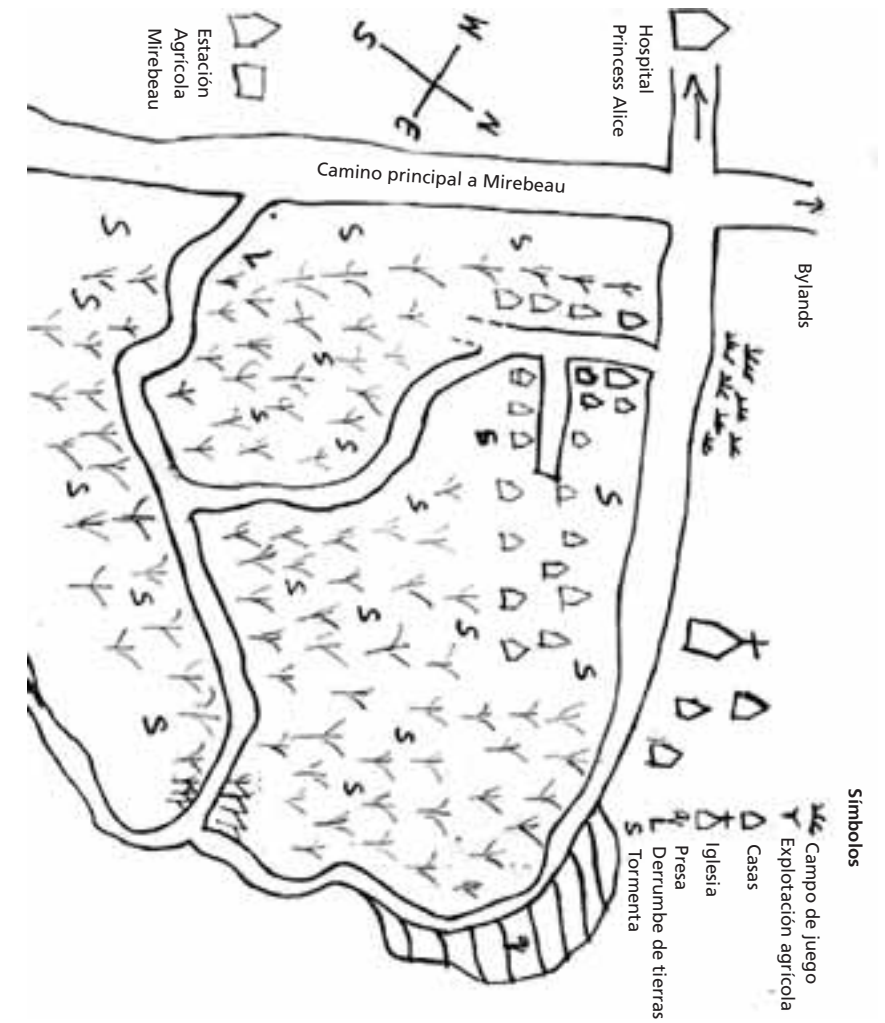 Hospital
Princess Alice
Estación
Agrícola
Mirebeau
W
S
N
E
Camino principal a Mirebeau
Bylands
Símbolos
Campo de juego
Explotación agrícola
Casas
Iglesia
Presa
L Derrumbe de tierras
S Tormenta